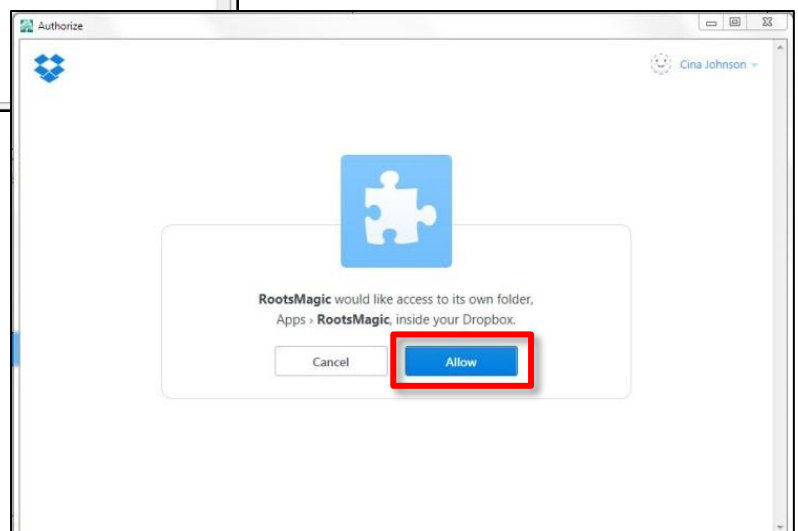 Authorize
Cina Johnson
RootsMagic would like access to its own folder,
Apps › RootsMagic, inside your Dropbox.
Cancel
Allow